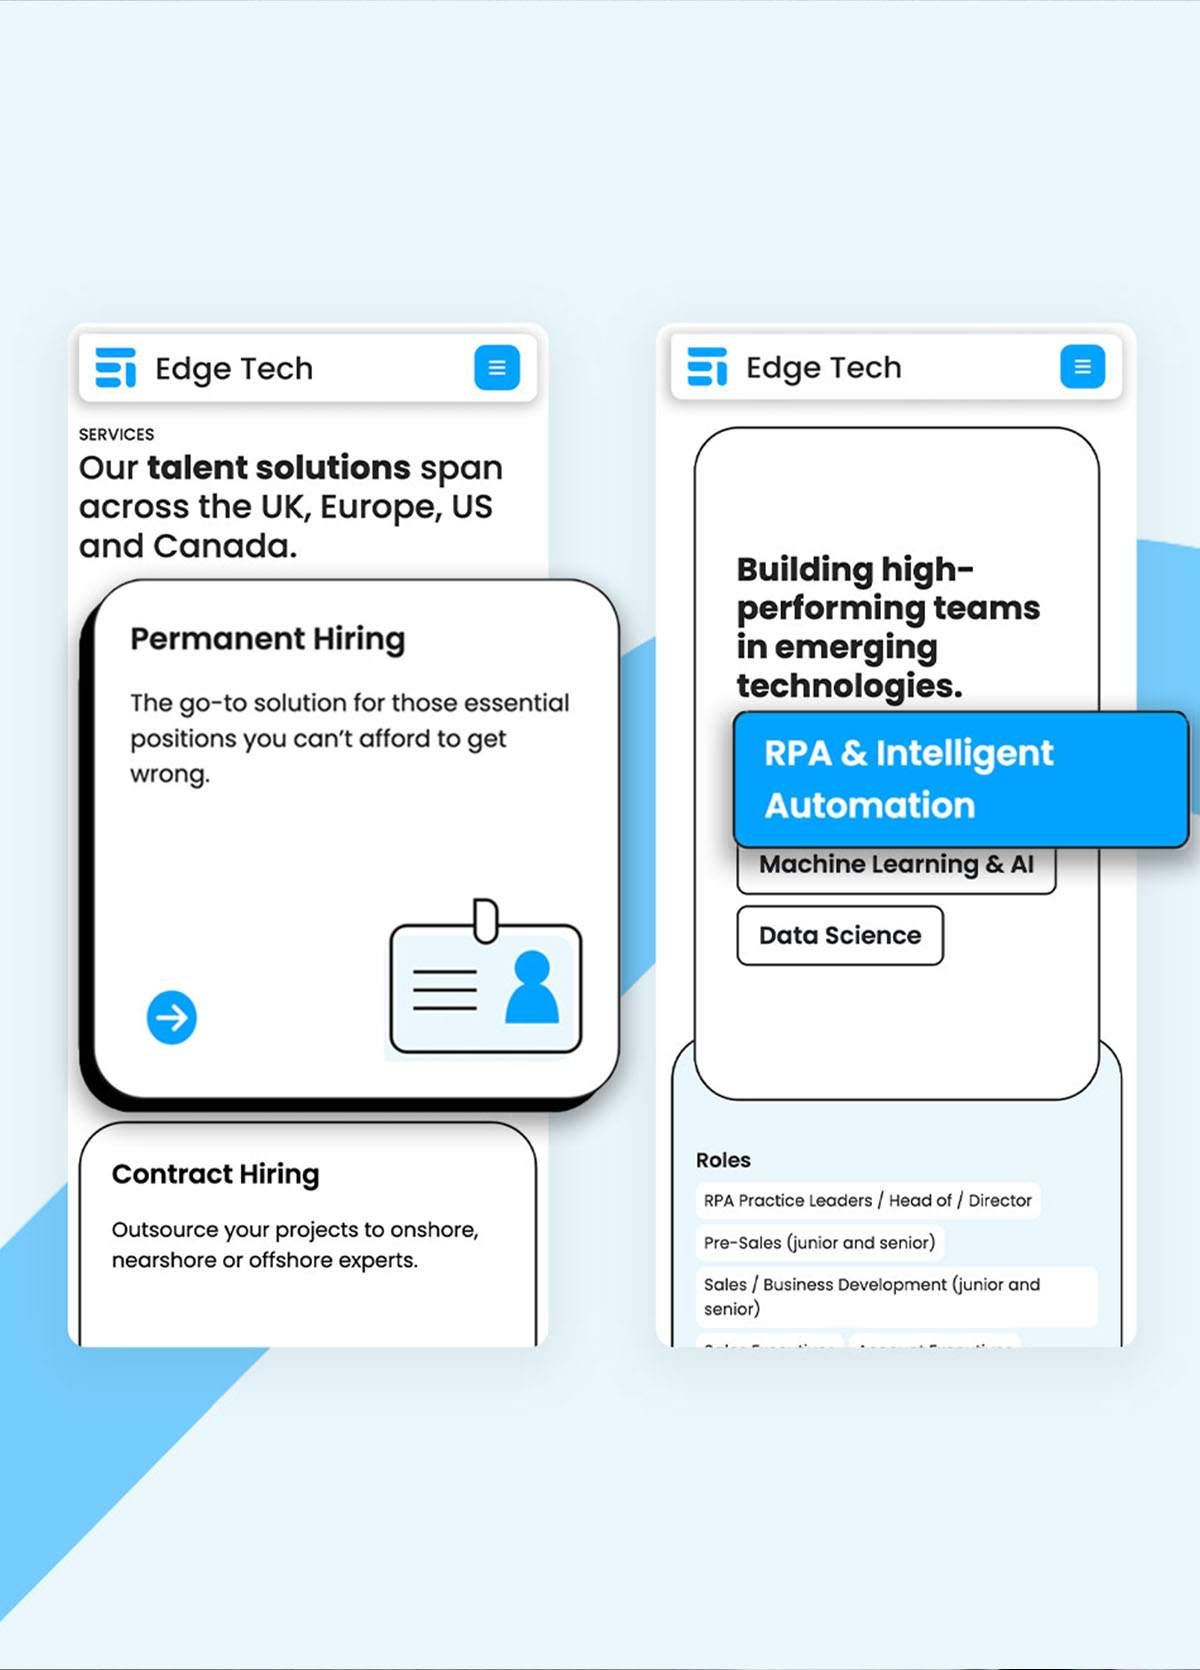 Edge Tech
SERVICES
Our talent solutions span
across the UK, Europe, US
and Canada.
Permanent Hiring
The go-to solution for those essential
positions you can't afford to get
wrong.
Contract Hiring
Outsource your projects to onshore,
nearshore or offshore experts.
Edge Tech
Building high-
performing teams
in emerging
technologies.
RPA & Intelligent
Automation
Machine Learning & AI
Data Science
Roles
RPA Practice Leaders / Head of / Director
Pre-Sales (junior and senior)
Sales / Business Development (junior and
senior)